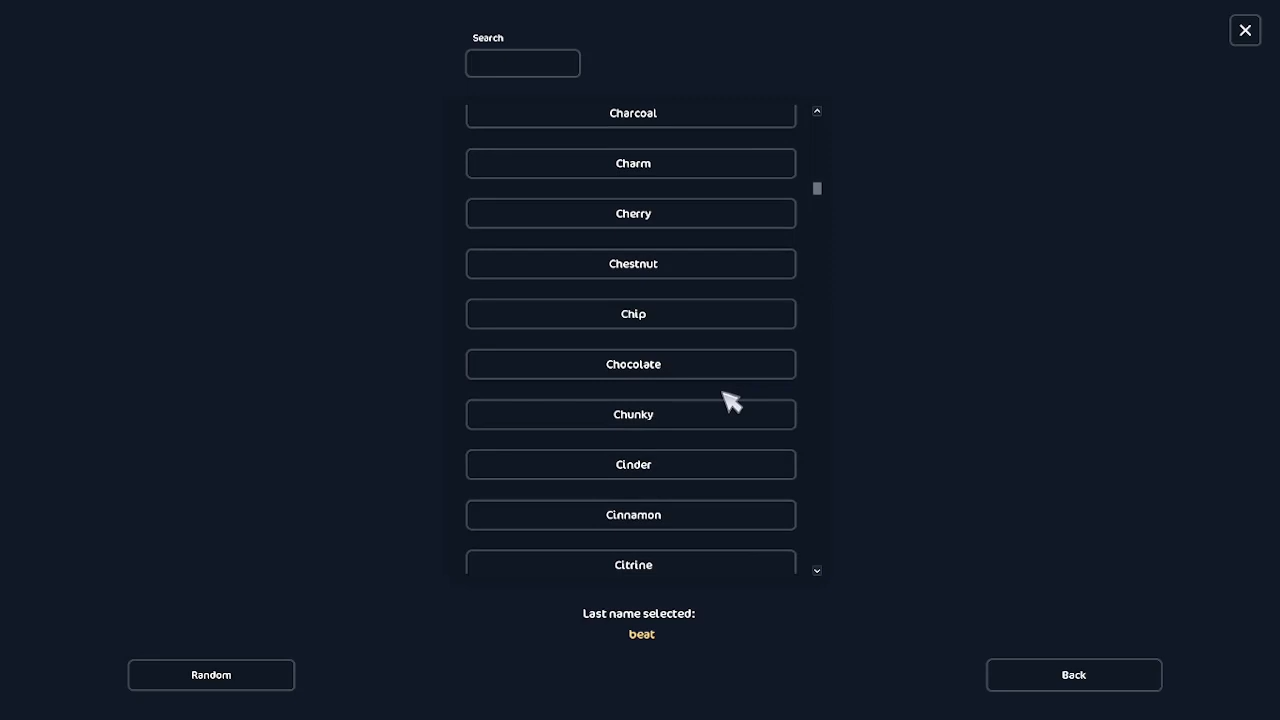 Search
Charcoal
Charm
Cherry
Chestnut
Chip
Chocolate
Chunky
Cinder
Cinnamon
Citrine
Last name selected:
beat
Random
Back